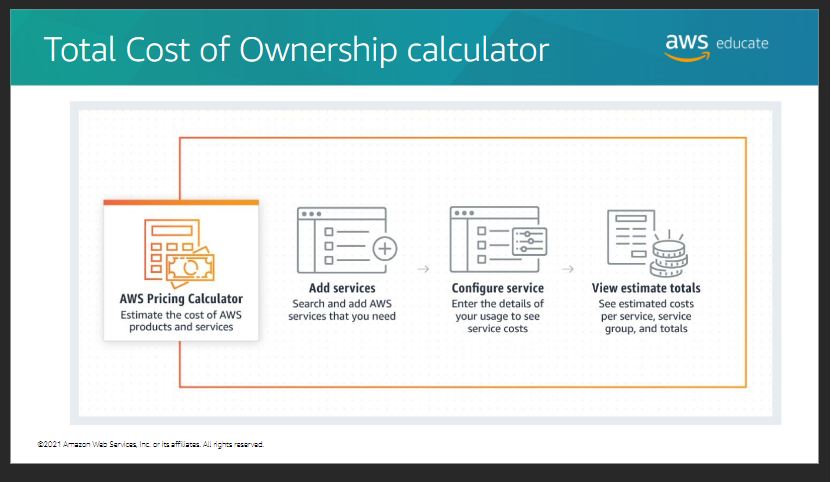 Total Cost of Ownership calculator
aws educate
AWS Pricing Calculator
Estimate the cost of AWS
products and services
Add services
Search and add AWS
services that you need
Configure service
Enter the details of
your usage to see
service costs
View estimate totals
See estimated costs
per service, service
group, and totals
©2021 Amazon Web Services, Inc. or its affiliates. All rights reserved.